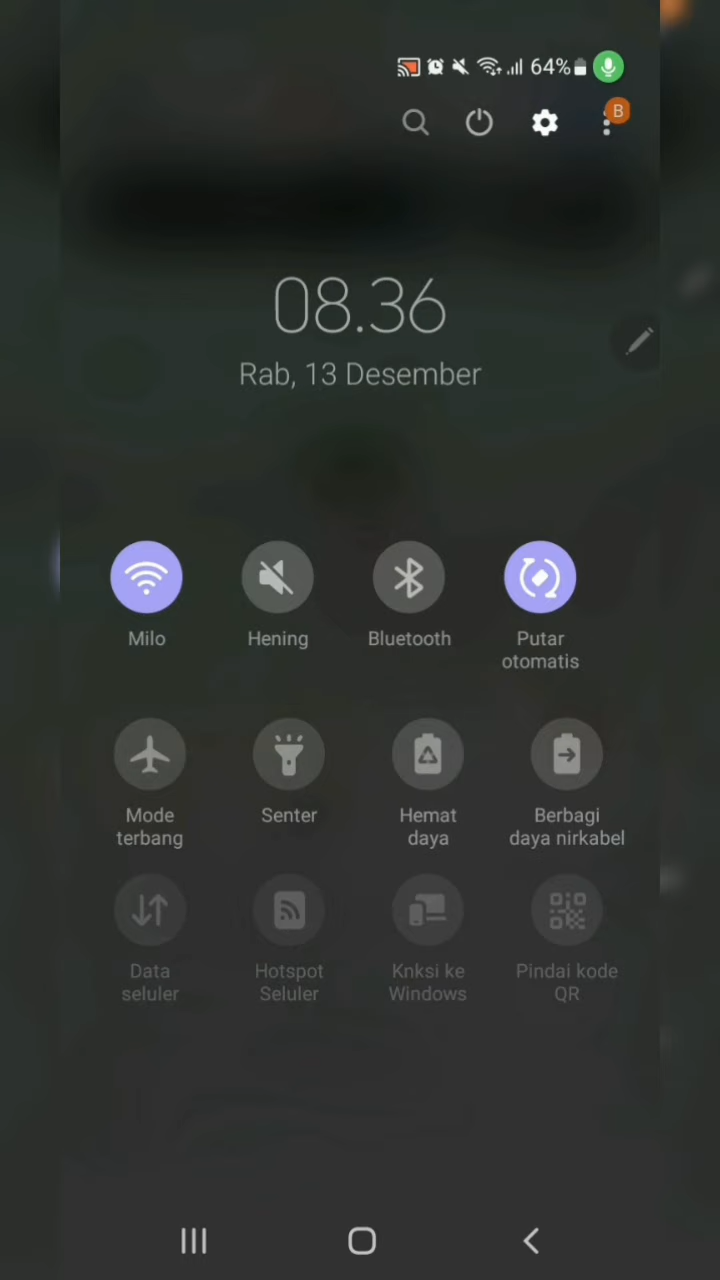 64%
B
08.36
Rab, 13 Desember
Milo
Hening
Bluetooth
Putar
otomatis
Mode
terbang
Senter
Hemat
daya
Berbagi
daya nirkabel
Data
seluler
Hotspot
Seluler
Knksi ke
Windows
Pindai kode
QR